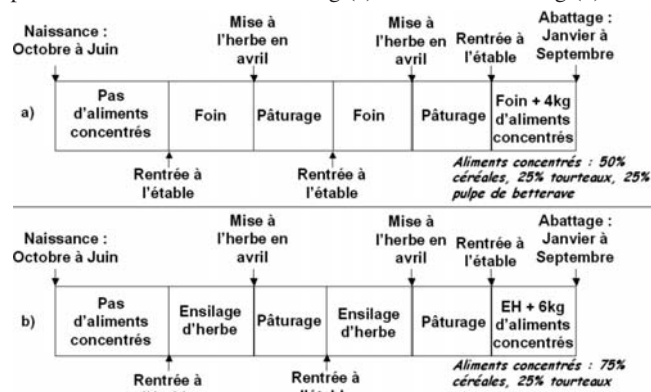 Naissance :
Octobre à Juin
Mise à
l'herbe en
avril
Mise à
l'herbe en
avril
Rentrée à
l'étable
Abattage :
Janvier à
Septembre
a)
Pas
d'aliments
concentrés
Foin
Pâturage
Foin
Pâturage
Foin + 4kg
d'aliments
concentrés
Rentrée à
l'étable
Rentrée à
l'étable
Aliments concentrés : 50%
céréales, 25% tourteaux, 25%
pulpe de betterave
Naissance :
Octobre à Juin
Mise à
l'herbe en
avril
Mise à
l'herbe en
avril
Rentrée à
l'étable
Abattage :
Janvier à
Septembre
b)
Pas
d'aliments
concentrés
Ensilage
d'herbe
Pâturage
Ensilage
d'herbe
Pâturage
EH + 6kg
d'aliments
concentrés
Rentrée à
Rentrée à
Aliments concentrés : 75%
céréales, 25% tourteaux